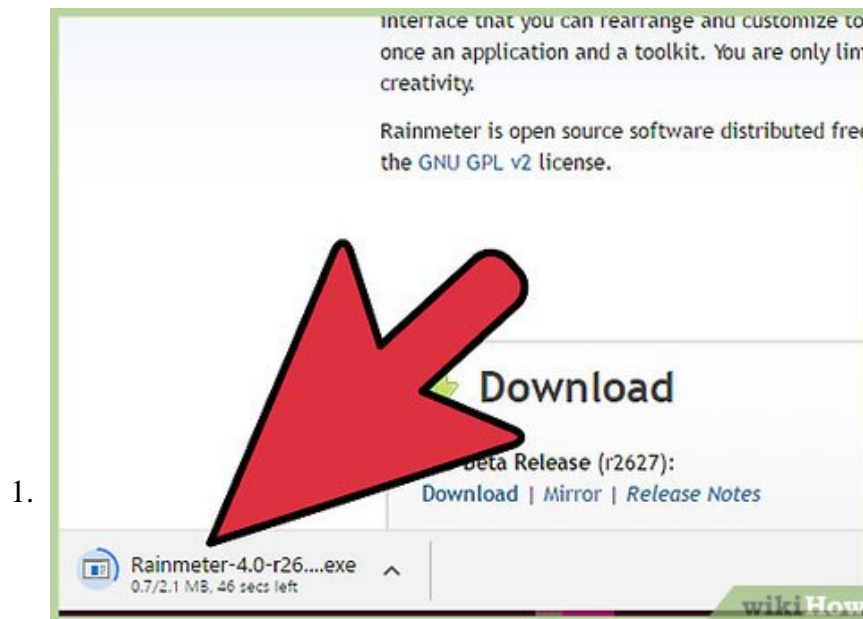 interface that you can rearrange and customize to
once an application and a toolkit. You are only
creativity.
Rainmeter is open source software distributed free
the GNU GPL v2 license.
Download
Beta Release (r2627):
1.
Download | Mirror | Release Notes
Rainmeter-4.0-r26....exe
0.7/2.1 MB, 46 secs left
wikiHow